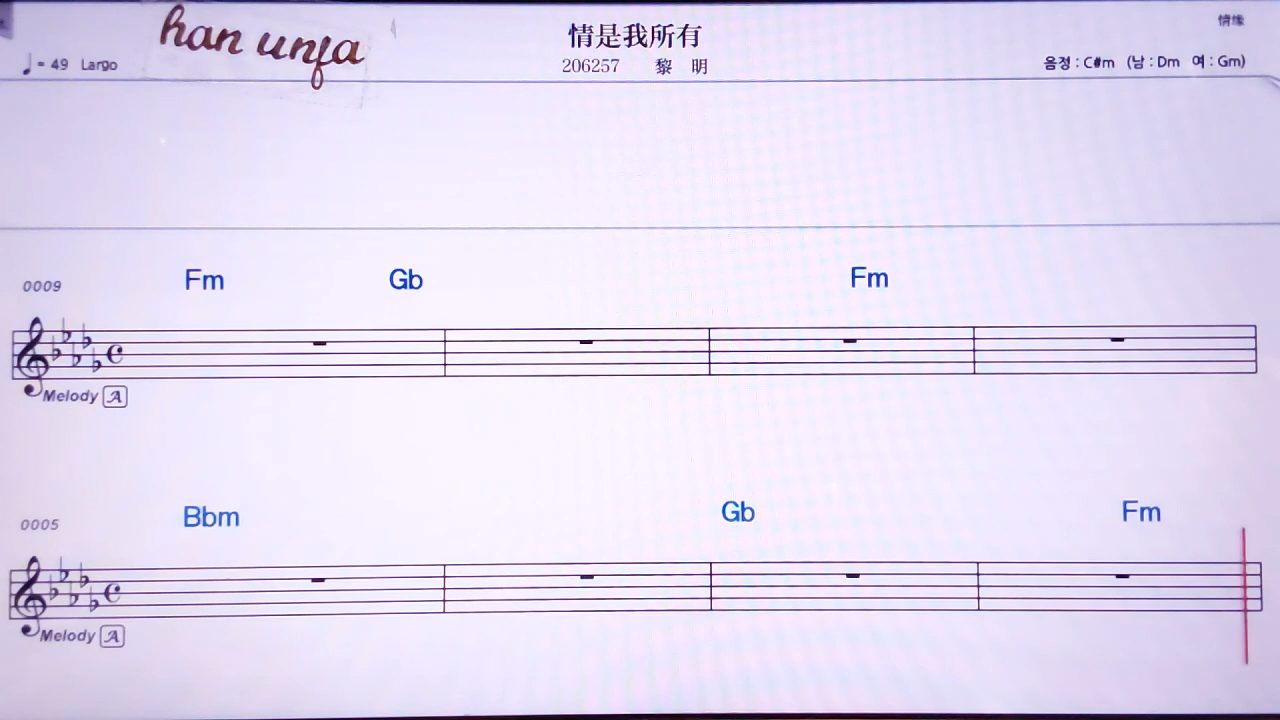 han unfa
情是我所有
情缘
♩= 49 Largo
206257 黎 明
음정 : C#m (남 : Dm 여 : Gm)
0009 Fm Gb Fm
Melody A
0005 Bbm Gb Fm
Melody A